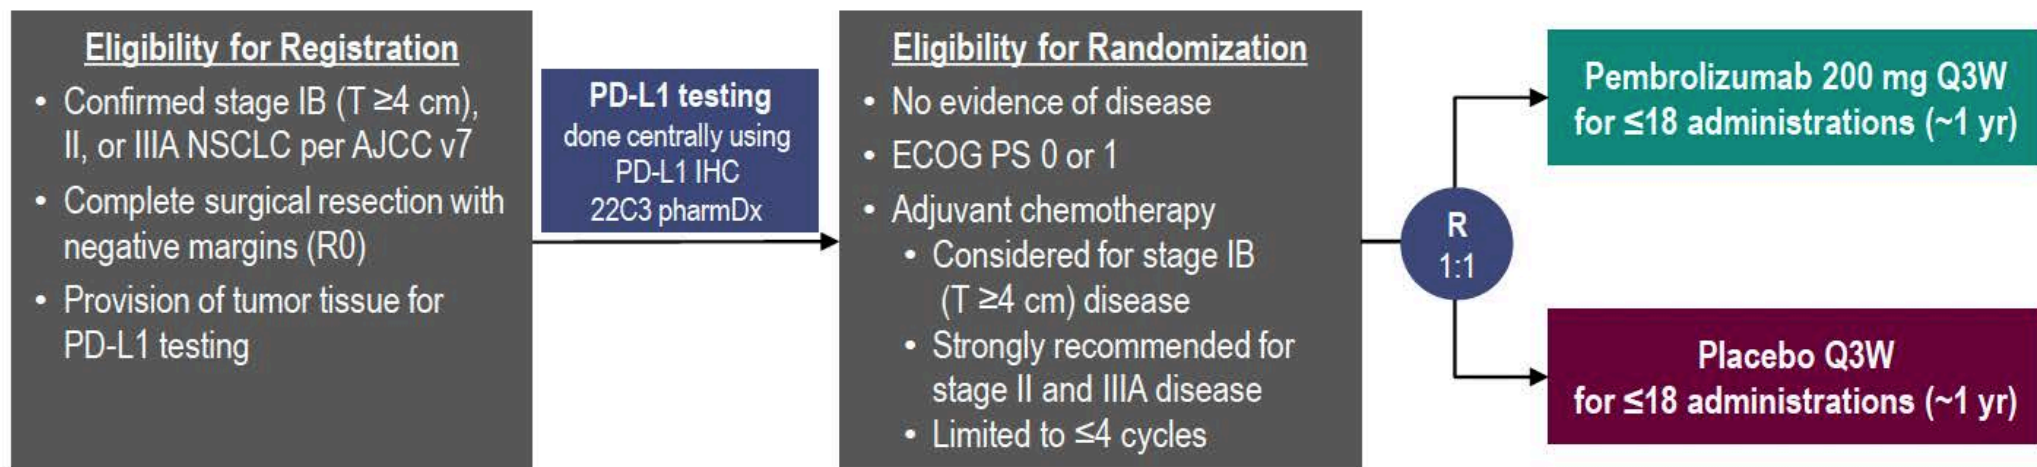 Eligibility for Registration
• Confirmed stage IB (T ≥4 cm),
II, or IIIA NSCLC per AJCC v7
• Complete surgical resection with
negative margins (R0)
• Provision of tumor tissue for
PD-L1 testing
PD-L1 testing
done centrally using
PD-L1 IHC
22C3 pharmDx
Eligibility for Randomization
• No evidence of disease
• ECOG PS 0 or 1
• Adjuvant chemotherapy
• Considered for stage IB
(T ≥4 cm) disease
• Strongly recommended for
stage II and IIIA disease
• Limited to ≤4 cycles
R
1:1
Pembrolizumab 200 mg Q3W
for ≤18 administrations (~1 yr)
Placebo Q3W
for ≤18 administrations (~1 yr)